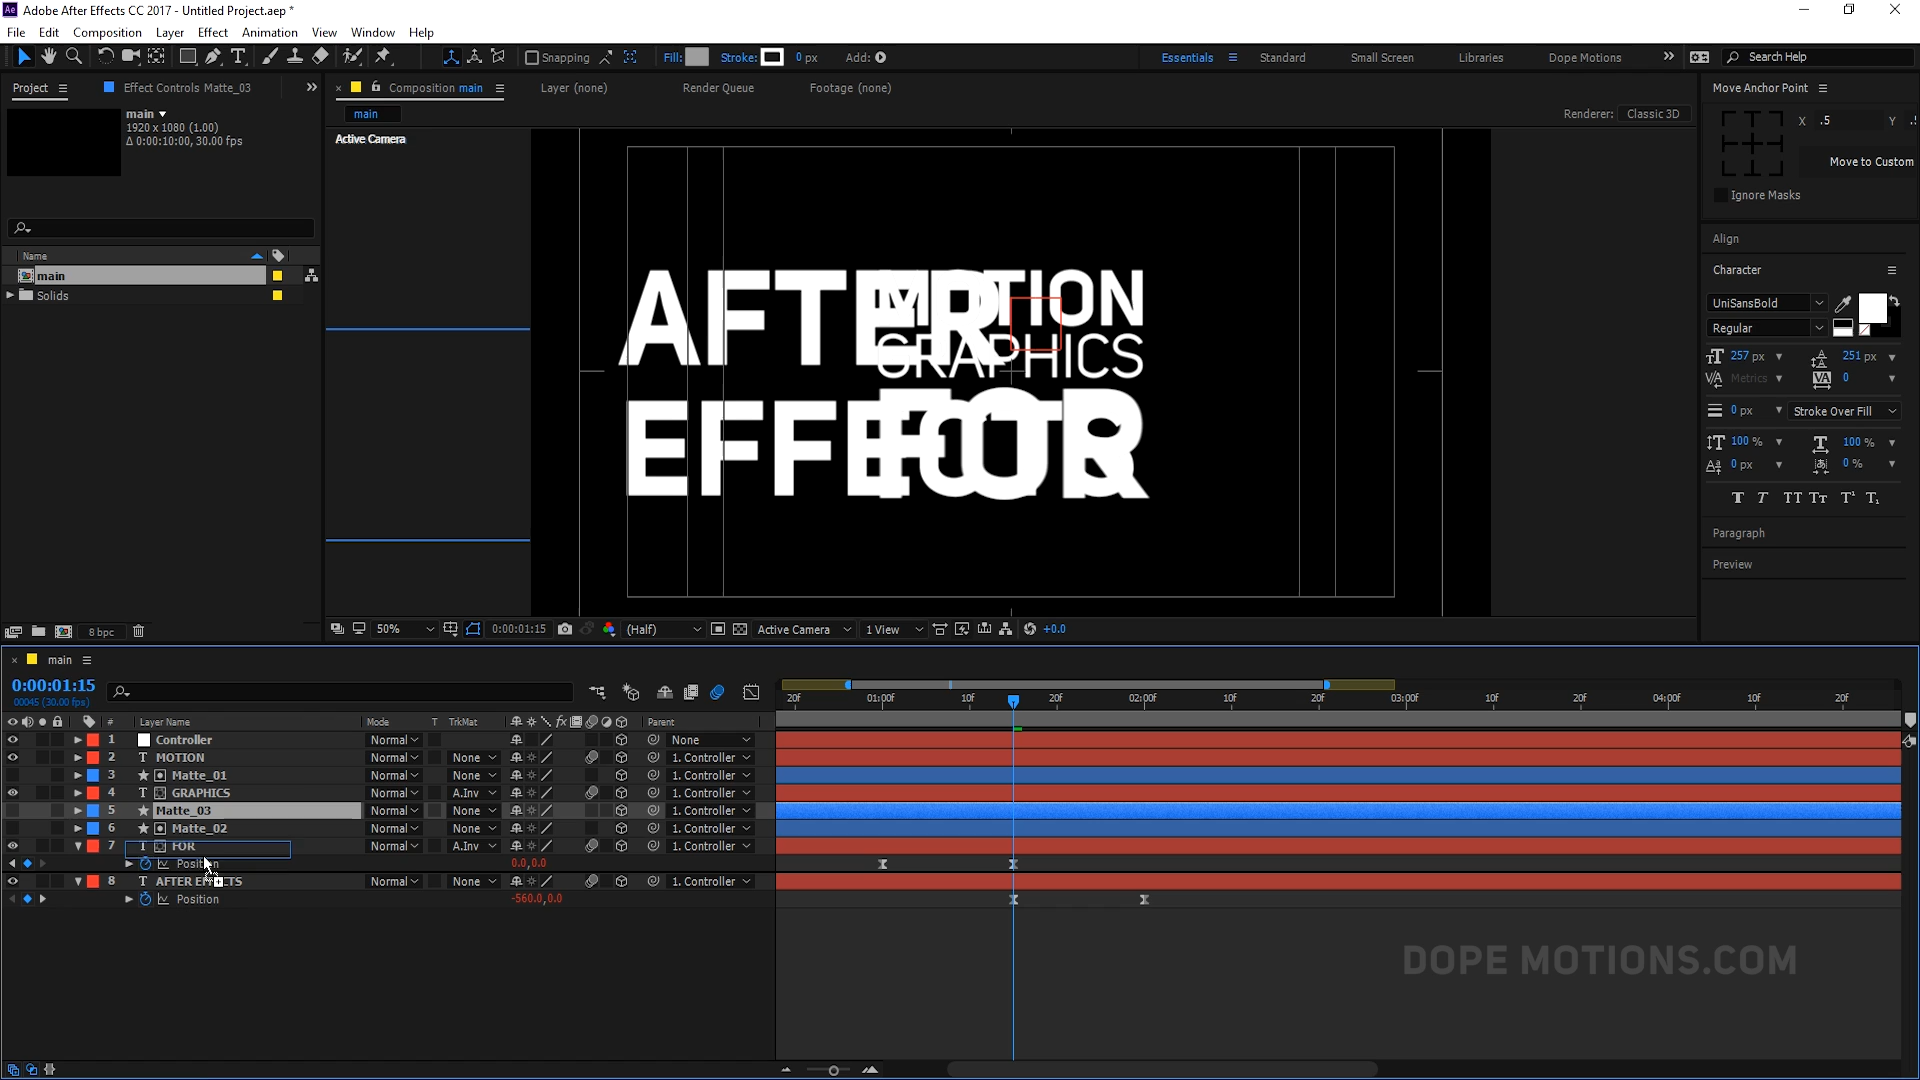 Ae Adobe After Effects CC 2017 - Untitled Project.aep *
File Edit Composition Layer Effect Animation View Window Help
Snapping Fill: Stroke: 0 px Add: Essentials Standard Small Screen Libraries Dope Motions Search Help
Project Effect Controls Matte_03 Composition main Layer (none) Render Queue Footage (none) Move Anchor Point
main
1920 x 1080 (1.00)
Δ 0:00:10:00, 30.00 fps
main Renderer: Classic 3D
Active Camera
X .5 Y
Move to Custom
Ignore Masks
Align
Character
Name
main
Solids
AFTER
EFFECTS
MOTION
GRAPHICS
FOR
UniSansBold
Regular
257 px 251 px
Metrics 0
0 px Stroke Over Fill
100 % 100 %
0 px 0 %
T T TT Tt T¹ T₁
Paragraph
Preview
8 bpc 50% 0:00:01:15 (Half) Active Camera 1 View +0.0
main
0:00:01:15
00045 (30.00 fps)
20f 01:00f 10f 20f 02:00f 10f 20f 03:00f 10f 20f 04:00f 10f 20f
# Layer Name Mode T TrkMat Parent
1 Controller Normal None
2 T MOTION Normal None 1. Controller
3 Matte_01 Normal None 1. Controller
4 T GRAPHICS Normal A.Inv 1. Controller
5 Matte_03 Normal None 1. Controller
6 Matte_02 Normal None 1. Controller
7 T FOR Normal A.Inv 1. Controller
Position 0.0,0.0
8 T AFTER EFFECTS Normal None 1. Controller
Position -560.0,0.0
DOPE MOTIONS.COM